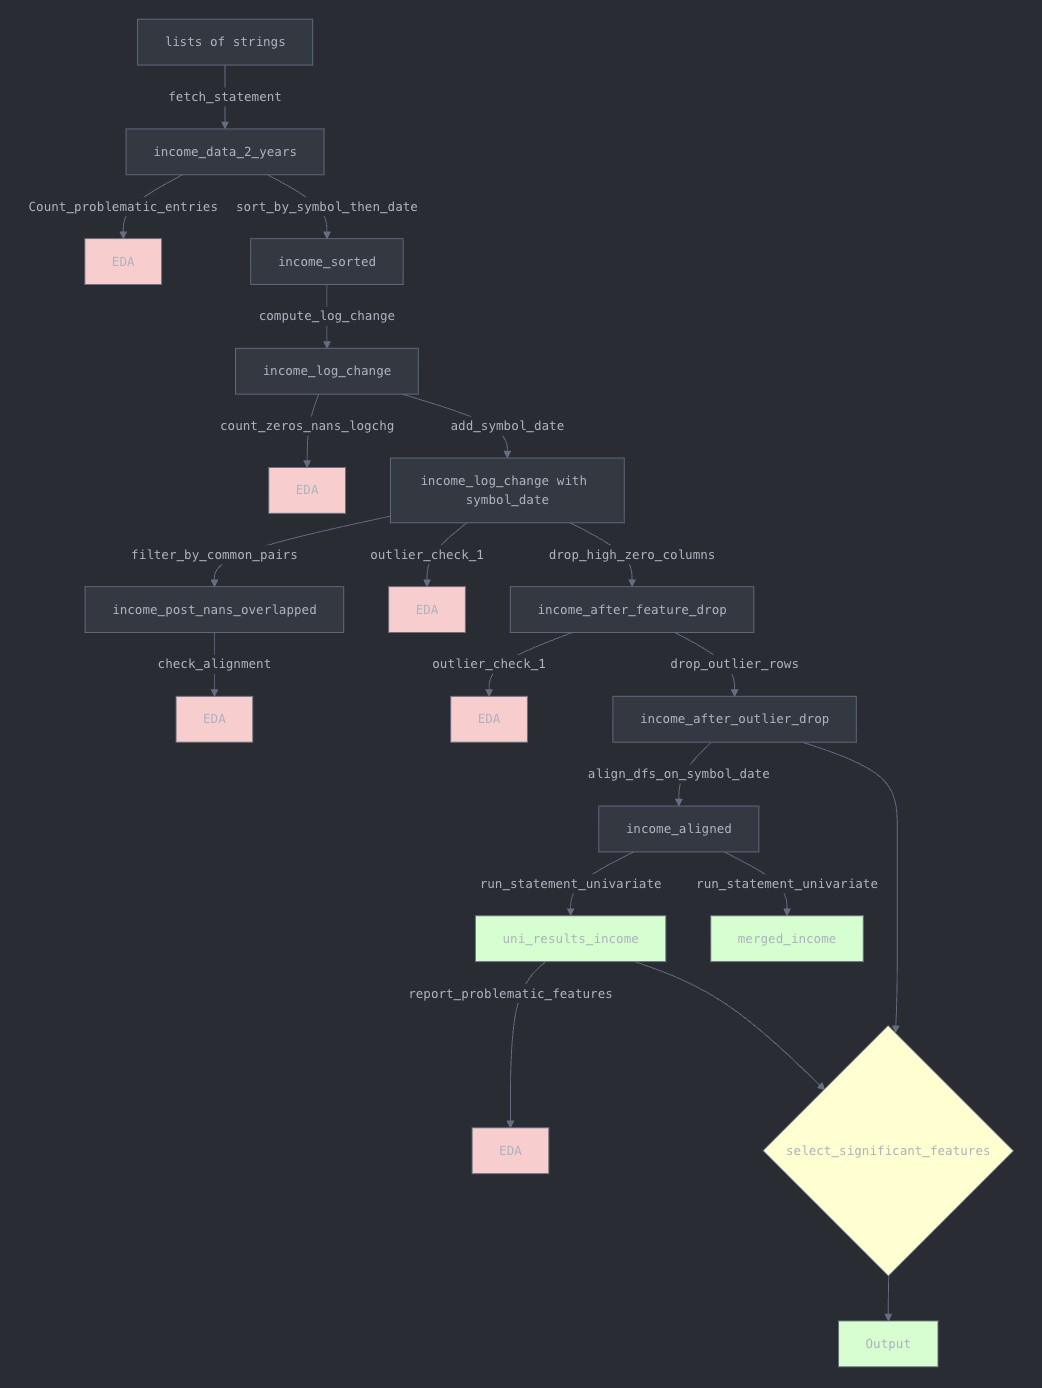 lists of strings
fetch_statement
income_data_2_years
Count_problematic_entries
sort_by_symbol_then_date
EDA
income_sorted
compute_log_change
income_log_change
count_zeros_nans_logchg
add_symbol_date
EDA
income_log_change with
symbol_date
filter_by_common_pairs
outlier_check_1
drop_high_zero_columns
income_post_nans_overlapped
EDA
income_after_feature_drop
check_alignment
outlier_check_1
drop_outlier_rows
EDA
EDA
income_after_outlier_drop
align_dfs_on_symbol_date
income_aligned
run_statement_univariate
run_statement_univariate
uni_results_income
merged_income
report_problematic_features
EDA
select_significant_features
Output